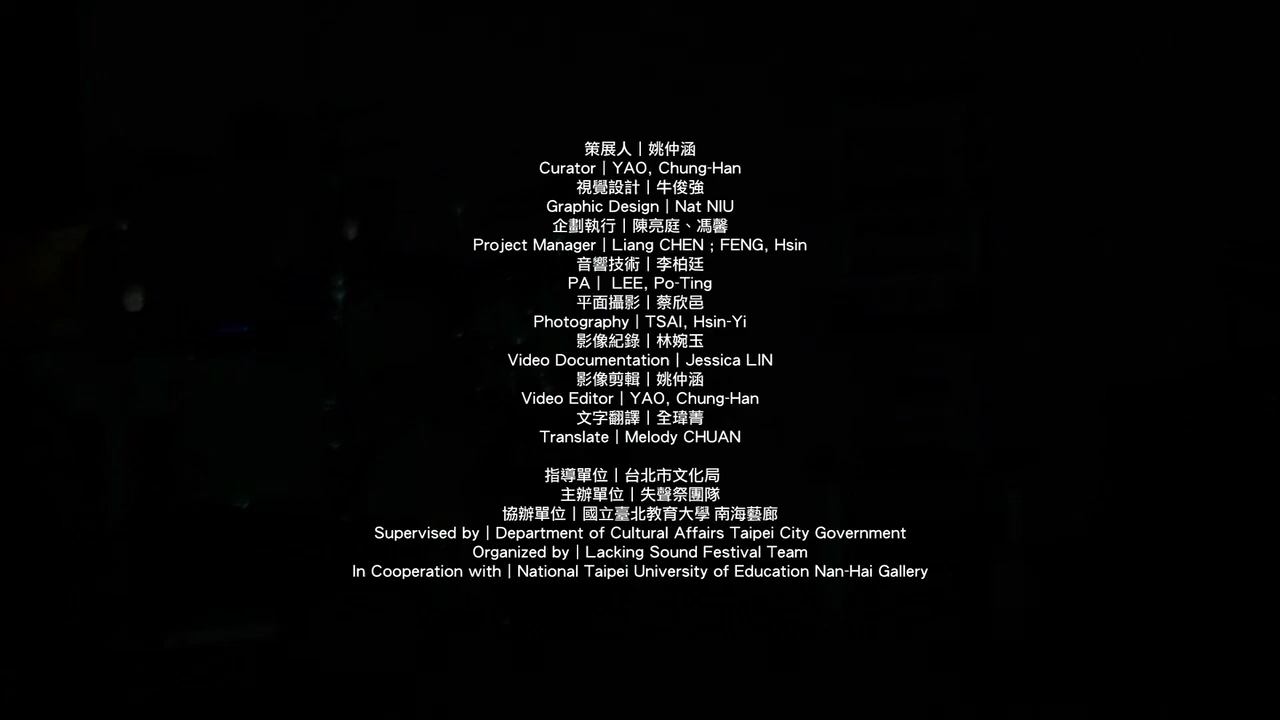 策展人｜姚仲涵
Curator | YAO, Chung-Han
視覺設計｜牛俊強
Graphic Design | Nat NIU
企劃執行｜陳亮庭、馮馨
Project Manager | Liang CHEN ; FENG, Hsin
音響技術｜李柏廷
PA | LEE, Po-Ting
平面攝影｜蔡欣邑
Photography | TSAI, Hsin-Yi
影像紀錄｜林婉玉
Video Documentation | Jessica LIN
影像剪輯｜姚仲涵
Video Editor | YAO, Chung-Han
文字翻譯｜全瑋菁
Translate | Melody CHUAN
指導單位｜台北市文化局
主辦單位｜失聲祭團隊
協辦單位｜國立臺北教育大學 南海藝廊
Supervised by | Department of Cultural Affairs Taipei City Government
Organized by | Lacking Sound Festival Team
In Cooperation with | National Taipei University of Education Nan-Hai Gallery